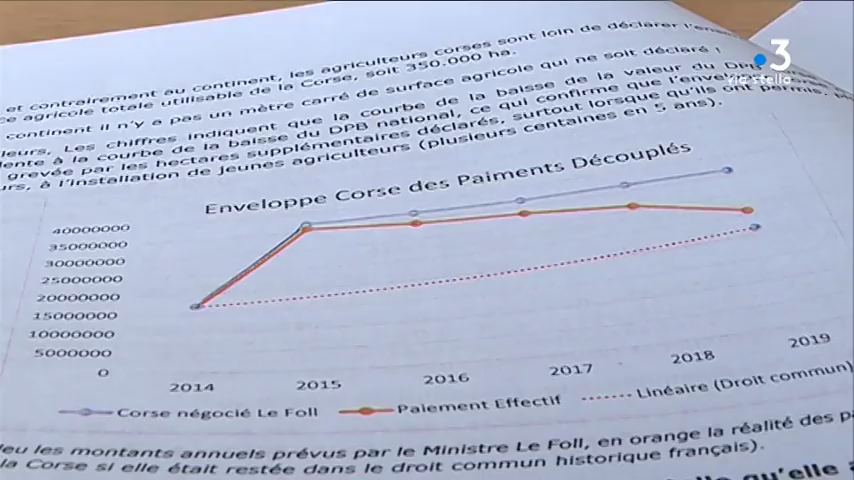 3
via stella
et contrairement au continent, les agriculteurs corses sont loin de déclarer
ce agricole totale utilisable de la Corse, soit 350.000 ha.
continent il n'y a pas un mètre carré de surface agricole qui ne soit déclaré !
Les chiffres indiquent que la courbe de la baisse de la valeur du DPB
à la courbe de la baisse du DPB national, ce qui confirme que
grevée par les hectares supplémentaires déclarés, surtout lorsque qu'ils ont permis,
à l'installation de jeunes agriculteurs (plusieurs centaines en 5 ans).
Enveloppe Corse des Paiments Découplés
40000000
35000000
30000000
25000000
20000000
15000000
10000000
5000000
0
2014 2015 2016 2017 2018 2019
Corse négocié Le Foll Paiement Effectif Linéaire (Droit commun)
les montants annuels prévus par le Ministre Le Foll, en orange la réalité des
la Corse si elle était restée dans le droit commun historique français).
qu'elle